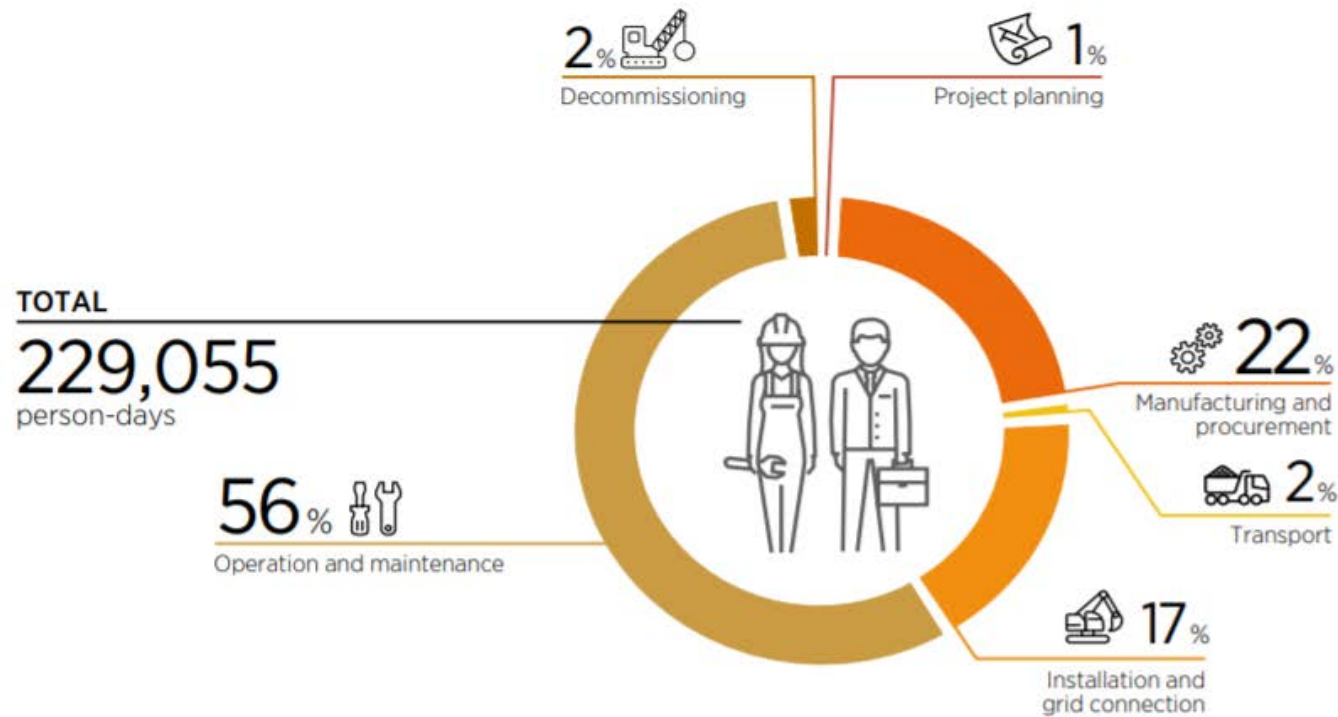 2%
Decommissioning
1%
Project planning
TOTAL
229,055
person-days
22%
Manufacturing and
procurement
2%
Transport
56%
Operation and maintenance
17%
Installation and
grid connection